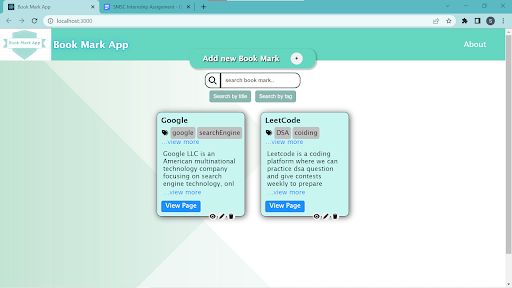 Book Mark App
SMSC Internship Assignment - I
localhost:3000
Book Mark App
Book Mark App
About
Add new Book Mark +
search book mark..
Search by title
Search by tag
Google
google searchEngine
...view more
Google LLC is an
American multinational
technology company
focusing on search
engine technology, onl
...view more
View Page
LeetCode
DSA coiding
...view more
Leetcode is a coding
platform where we can
practice dsa question
and give contests
weekly to prepare
...view more
View Page